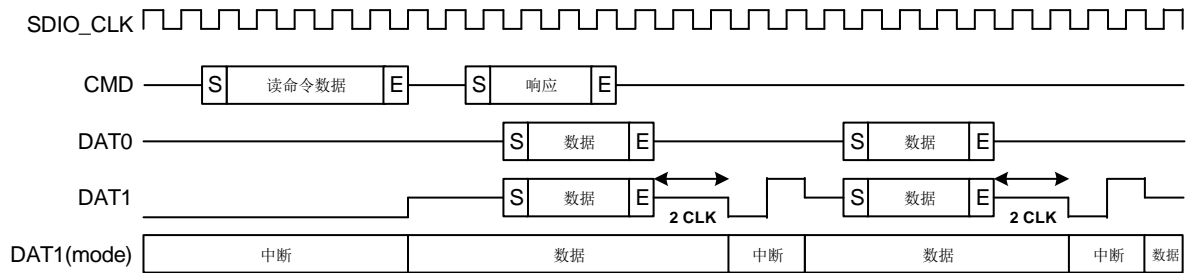 SDIO_CLK
CMD S 读命令数据 E S 响应 E
DAT0 S 数据 E S 数据 E
DAT1 S 数据 E 2 CLK S 数据 E 2 CLK
DAT1(mode) 中断 数据 中断 数据 中断 数据